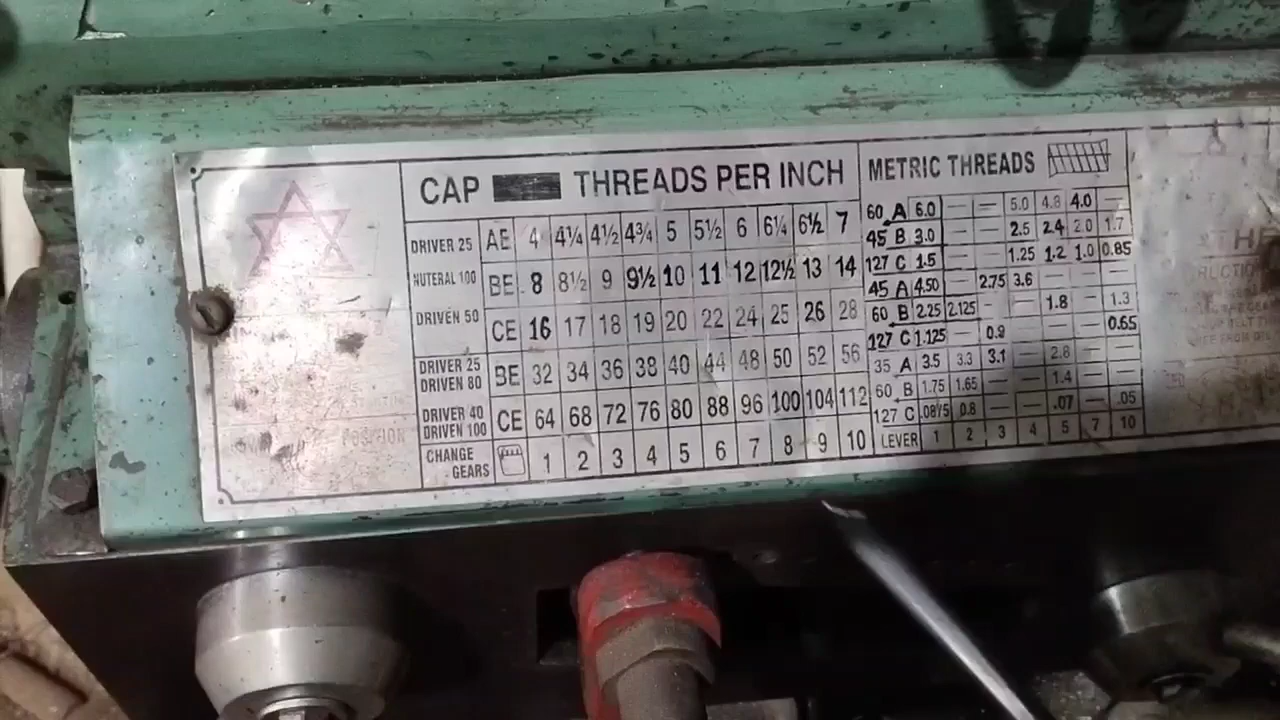 CAP THREADS PER INCH
DRIVER 25 AE 4 4¼ 4½ 4¾ 5 5½ 6 6¼ 6½ 7
NUTERAL 100 BE 8 8½ 9 9½ 10 11 12 12½ 13 14
DRIVEN 50 CE 16 17 18 19 20 22 24 25 26 28
DRIVER 25 DRIVEN 80 BE 32 34 36 38 40 44 48 50 52 56
DRIVER 40 DRIVEN 100 CE 64 68 72 76 80 88 96 100 104 112
CHANGE GEARS 1 2 3 4 5 6 7 8 9 10
METRIC THREADS
60 A 6.0 — — 5.0 4.8 4.0 —
45 B 3.0 — — 2.5 2.4 2.0 1.7
127 C 1.5 — — 1.25 1.2 1.0 0.85
45 A 4.50 — 2.75 3.6 — — —
60 B 2.25 2.125 — — 1.8 — 1.3
127 C 1.125 — 0.9 — — — 0.65
35 A 3.5 3.3 3.1 — 2.8 — —
60 B 1.75 1.65 — — 1.4 — —
127 C .0875 0.8 — — .07 — .05
LEVER 1 2 3 4 5 7 10
POSITION